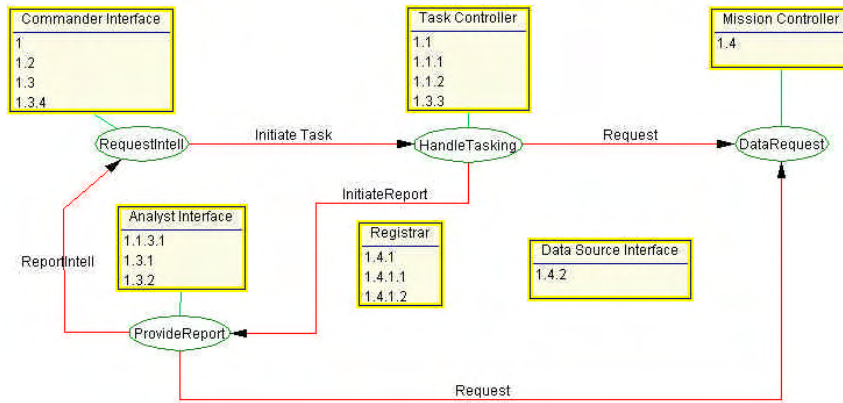 Commander Interface
1
1.2
1.3
1.3.4
Task Controller
1.1
1.1.1
1.1.2
1.3.3
Mission Controller
1.4
RequestIntell
Initiate Task
HandleTasking
Request
DataRequest
InitiateReport
Analyst Interface
1.1.3.1
1.3.1
1.3.2
Registrar
1.4.1
1.4.1.1
1.4.1.2
Data Source Interface
1.4.2
ReportIntell
ProvideReport
Request